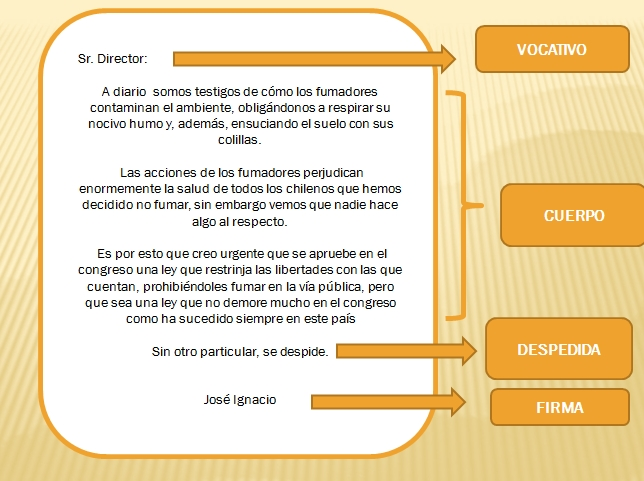 Sr. Director:
VOCATIVO
A diario  somos testigos de cómo los fumadores
contaminan el ambiente, obligándonos a respirar su
nocivo humo y, además, ensuciando el suelo con sus
colillas.
Las acciones de los fumadores perjudican
enormemente la salud de todos los chilenos que hemos
decidido no fumar, sin embargo vemos que nadie hace
algo al respecto.
CUERPO
Es por esto que creo urgente que se apruebe en el
congreso una ley que restrinja las libertades con las que
cuentan, prohibiéndoles fumar en la vía pública, pero
que sea una ley que no demore mucho en el congreso
como ha sucedido siempre en este país
Sin otro particular, se despide.
DESPEDIDA
José Ignacio
FIRMA